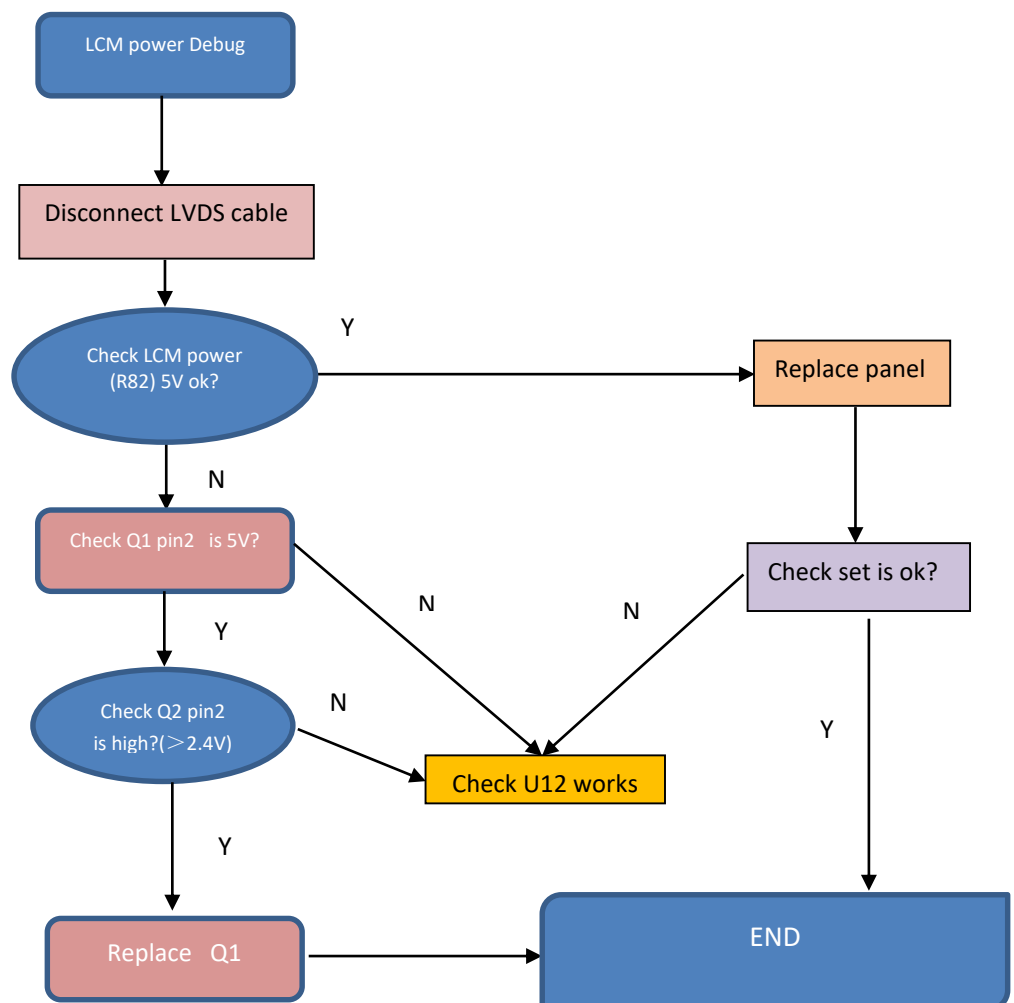 LCM power Debug
Disconnect LVDS cable
Check LCM power
(R82) 5V ok?
Y
Replace panel
N
Check Q1 pin2 is 5V?
Check set is ok?
N
N
Y
Check Q2 pin2
is high?(＞2.4V)
N
Y
Check U12 works
Y
Replace Q1
END